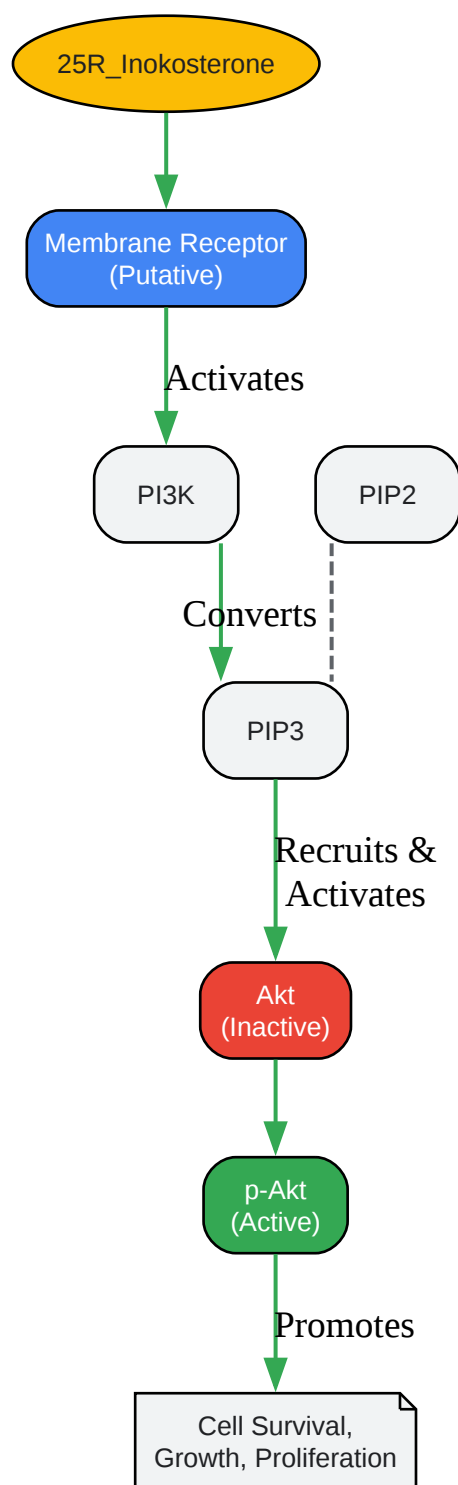 25R_Inokosterone
Membrane Receptor
(Putative)
Activates
PI3K
PIP2
Converts
PIP3
Recruits &
Activates
Akt
(Inactive)
p-Akt
(Active)
Promotes
Cell Survival,
Growth, Proliferation